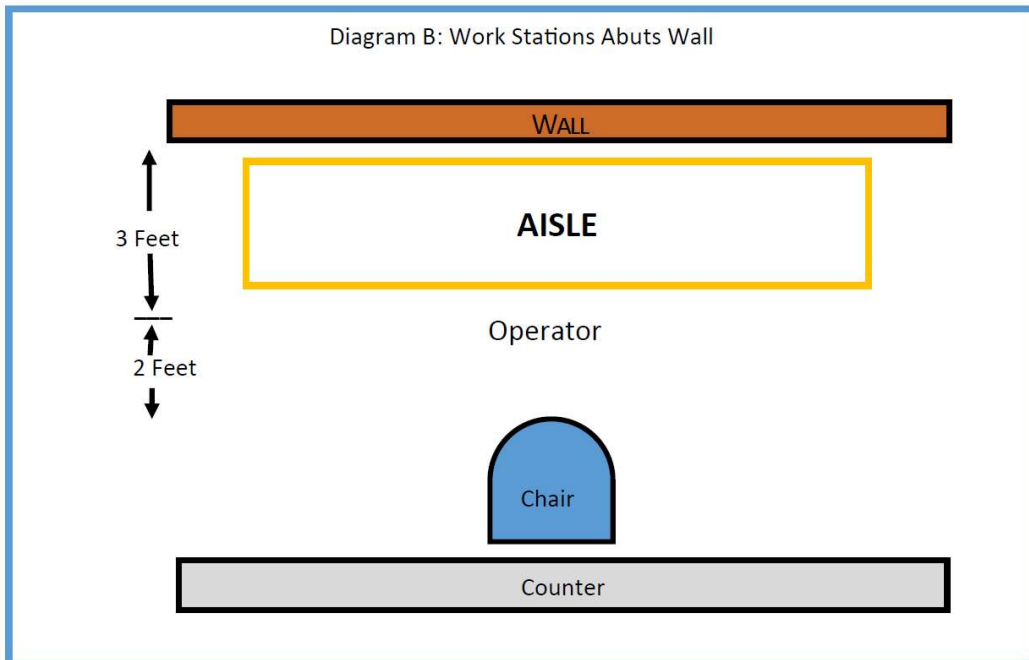 Diagram B: Work Stations Abuts Wall
WALL
AISLE
3 Feet
Operator
2 Feet
Chair
Counter